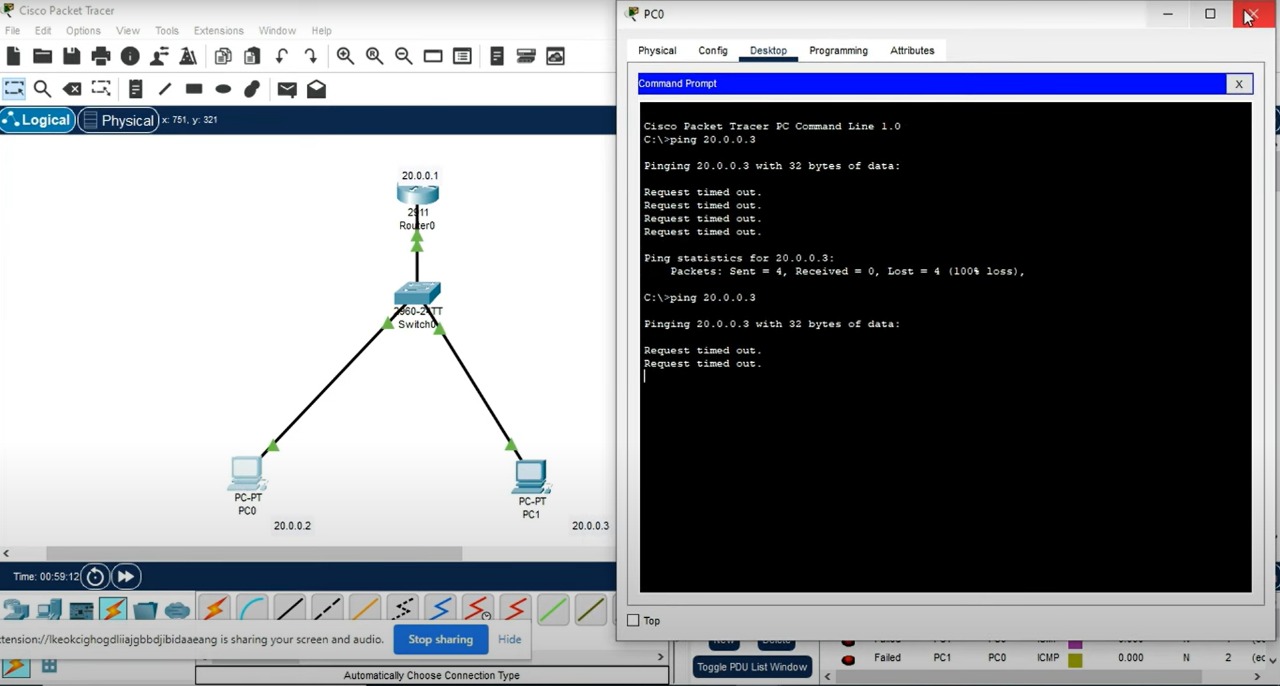 Cisco Packet Tracer
File Edit Options View Tools Extensions Window Help
Logical Physical x: 751, y: 321
20.0.0.1
2911
Router0
2960-24TT
Switch0
PC-PT
PC0
20.0.0.2
PC-PT
PC1
20.0.0.3
Time: 00:59:12
tension://lkeokcighogdliiajgbbdjibidaaeang is sharing your screen and audio. Stop sharing Hide
Automatically Choose Connection Type
PC0
Physical Config Desktop Programming Attributes
Command Prompt X
Cisco Packet Tracer PC Command Line 1.0
C:\>ping 20.0.0.3
Pinging 20.0.0.3 with 32 bytes of data:
Request timed out.
Request timed out.
Request timed out.
Request timed out.
Ping statistics for 20.0.0.3:
Packets: Sent = 4, Received = 0, Lost = 4 (100% loss),
C:\>ping 20.0.0.3
Pinging 20.0.0.3 with 32 bytes of data:
Request timed out.
Request timed out.
Top
New Delete
Toggle PDU List Window
Failed PC1 PC0 ICMP 0.000 N 2 (ec